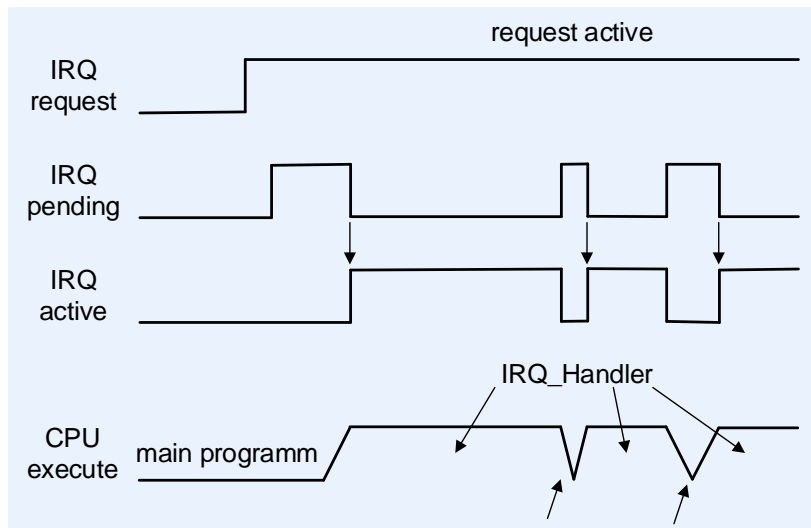 request active
IRQ
request
IRQ
pending
IRQ
active
IRQ_Handler
CPU
execute
main programm